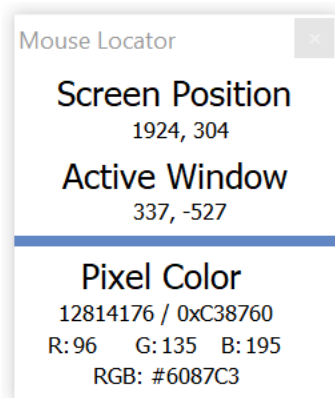 Mouse Locator
Screen Position
1924, 304
Active Window
337, -527
Pixel Color
12814176 / 0xC38760
R: 96 G: 135 B: 195
RGB: #6087C3